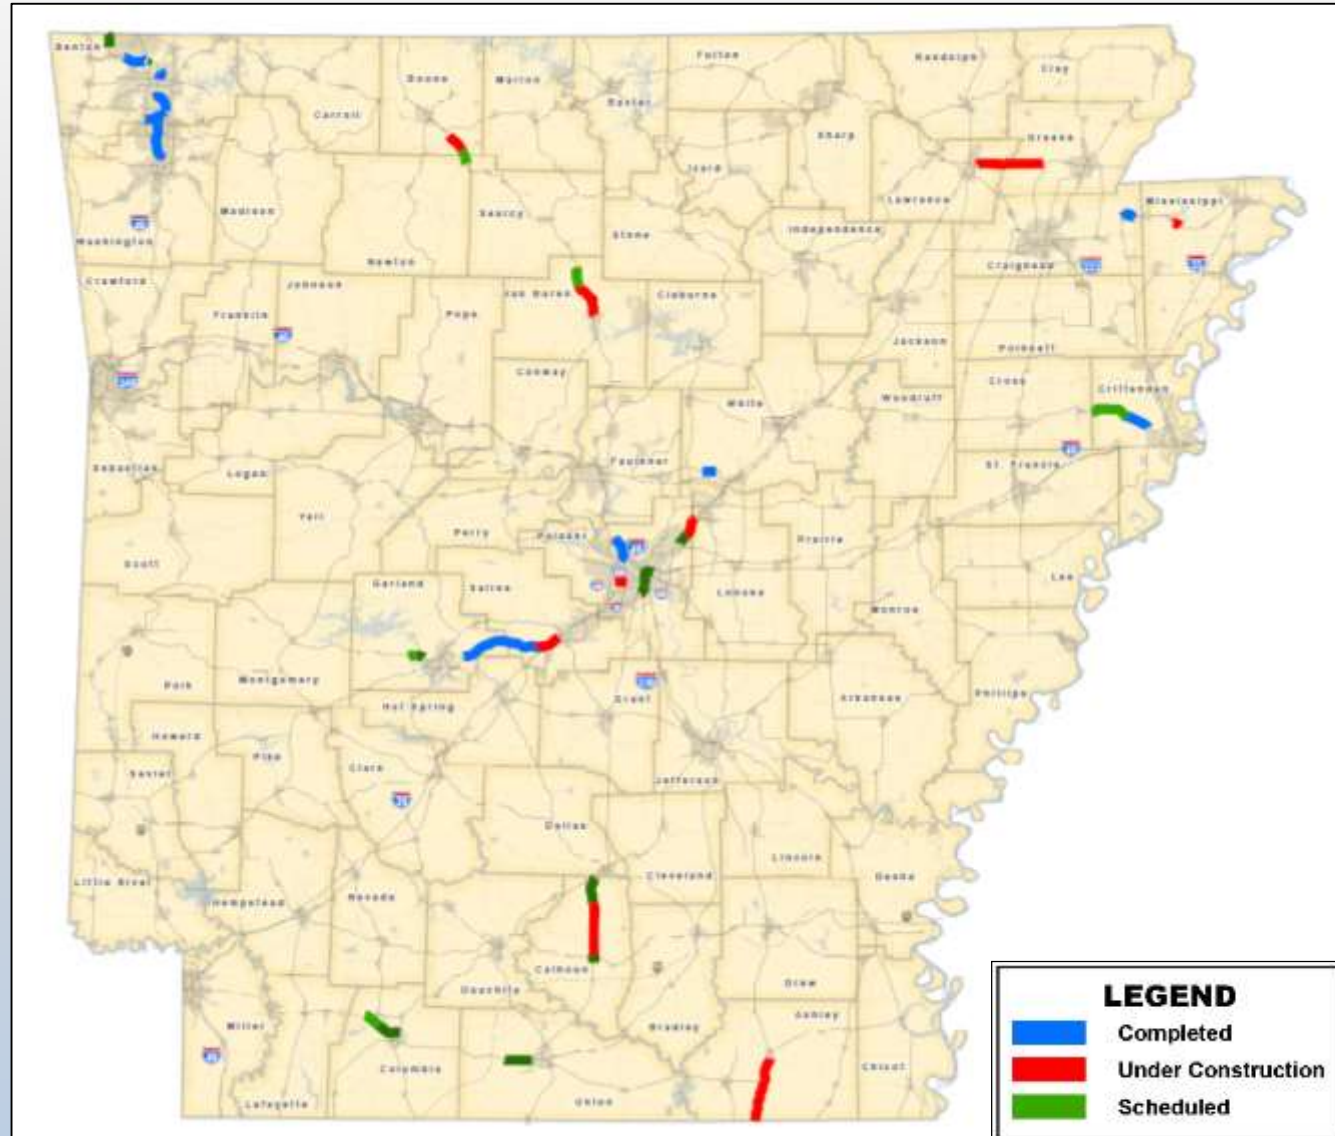 Benton
Boone
Marion
Fulton
Randolph
Clay
Baxter
Carroll
Sharp
Greene
Izard
Lawrence
Madison
Searcy
Mississippi
Stone
Independence
Washington
Newton
Craighead
Crawford
Johnson
Van Buren
Cleburne
Franklin
Pope
Jackson
Poinsett
Conway
Cross
Crittenden
White
Woodruff
Faulkner
Sebastian
Logan
St. Francis
Yell
Perry
Pulaski
Prairie
Scott
Garland
Saline
Lonoke
Lee
Monroe
Polk
Montgomery
Grant
Arkansas
Phillips
Hot Spring
Howard
Pike
Sevier
Clark
Jefferson
Dallas
Lincoln
Little River
Cleveland
Desha
Hempstead
Nevada
Calhoun
Ouachita
Drew
Miller
Bradley
Ashley
Columbia
Chicot
Lafayette
Union
LEGEND
Completed
Under Construction
Scheduled